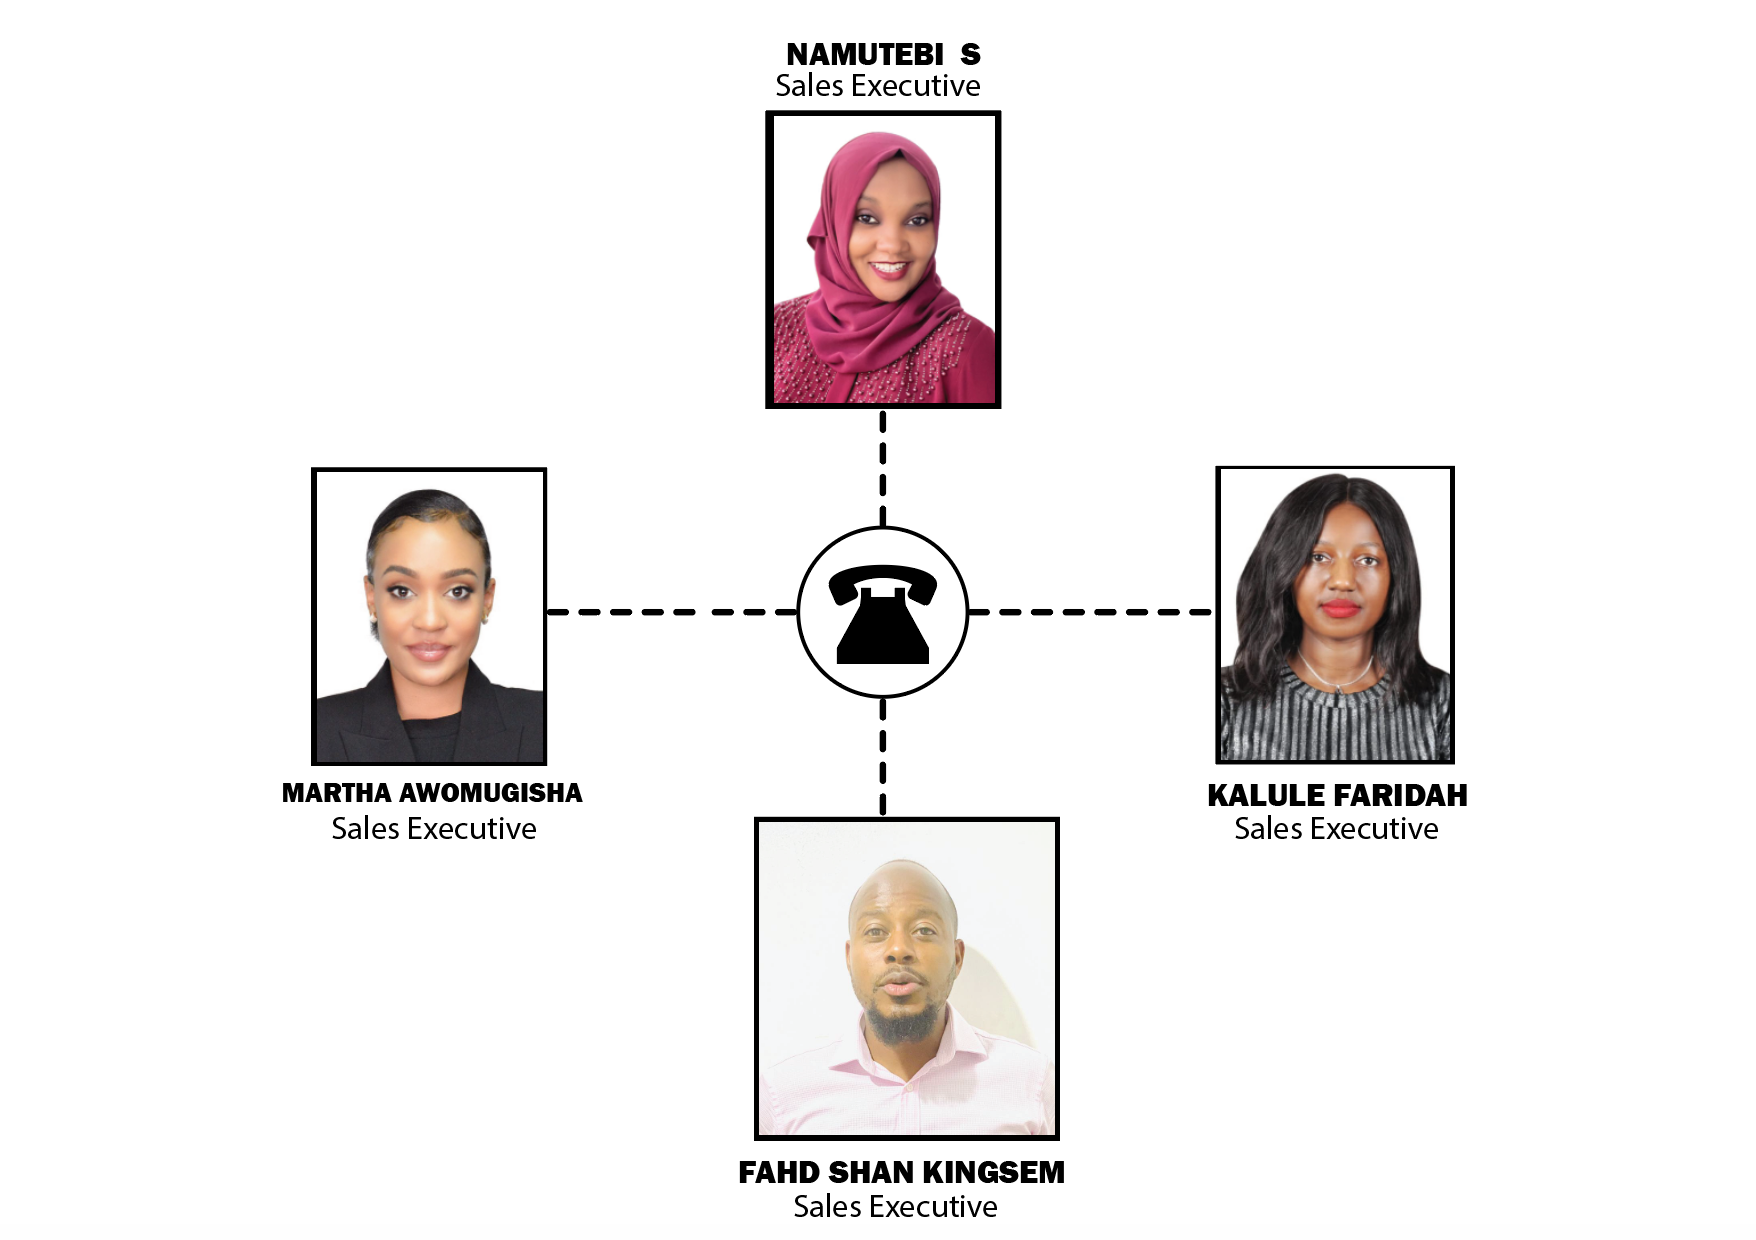 NAMUTEBI S
Sales Executive
MARTHA AWOMUGISHA
Sales Executive
KALULE FARIDAH
Sales Executive
FAHD SHAN KINGSEM
Sales Executive